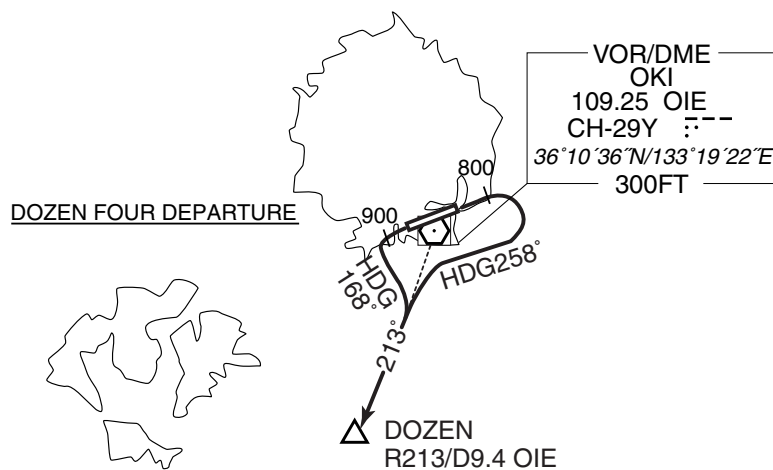 VOR/DME
OKI
109.25 OIE
CH-29Y
36°10´36˝N/133°19´22˝E
300FT
800
DOZEN FOUR DEPARTURE
900
HDG258°
HDG
168°
213°
DOZEN
R213/D9.4 OIE